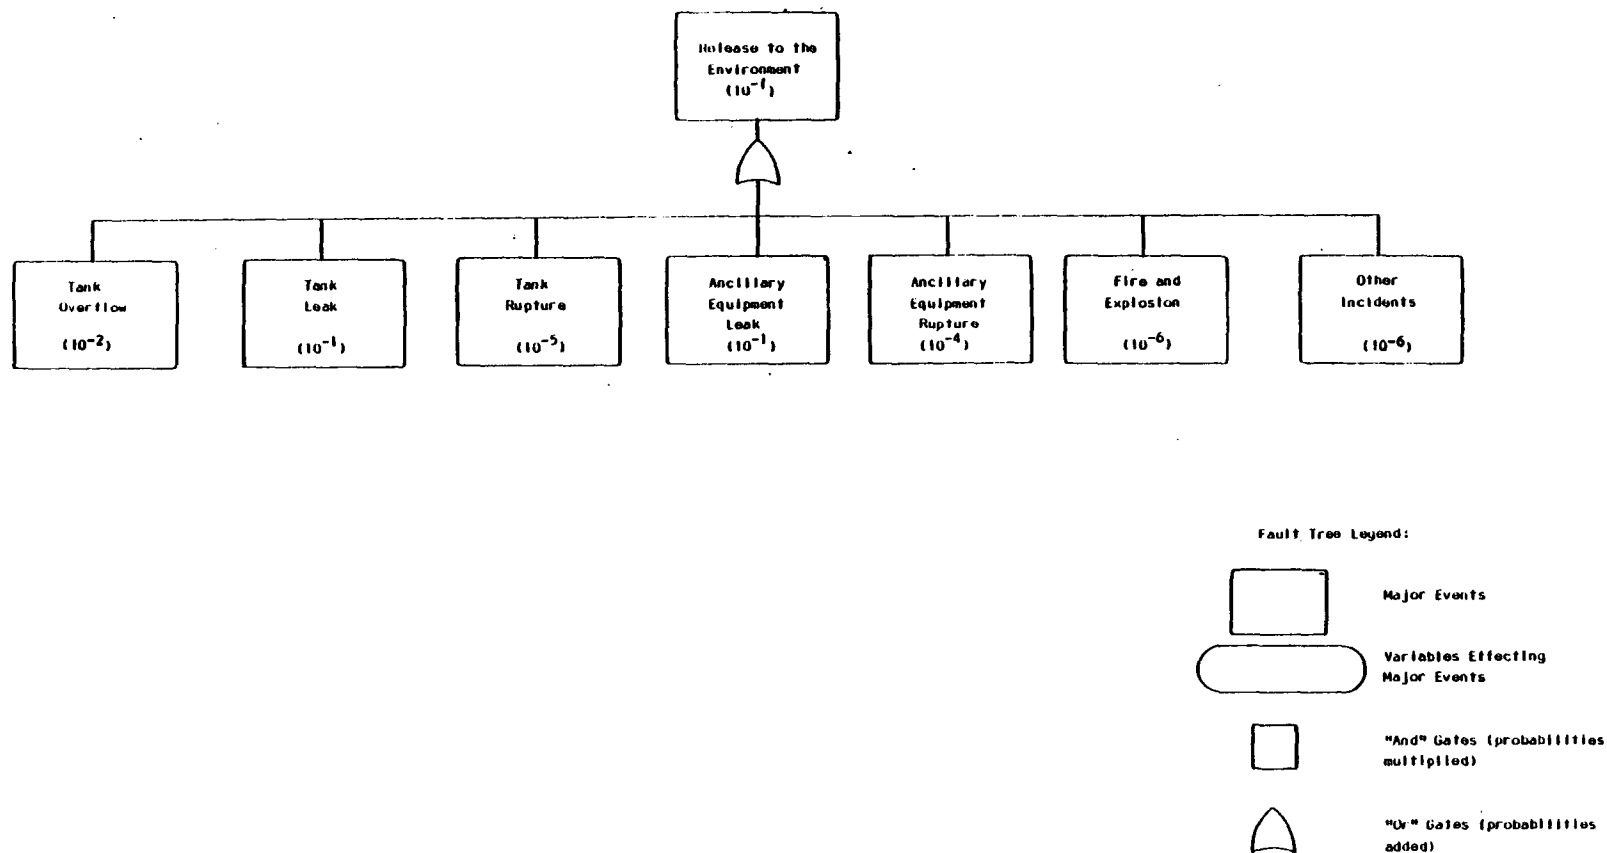 Release to the
Environment
(10-1)
Tank
Overflow
(10-2)
Tank
Leak
(10-1)
Tank
Rupture
(10-5)
Ancillary
Equipment
Leak
(10-1)
Ancillary
Equipment
Rupture
(10-4)
Fire and
Explosion
(10-6)
Other
Incidents
(10-6)
Fault Tree Legend:
Major Events
Variables Effecting
Major Events
"And" Gates (probabilities
multiplied)
"Or" Gates (probabilities
added)